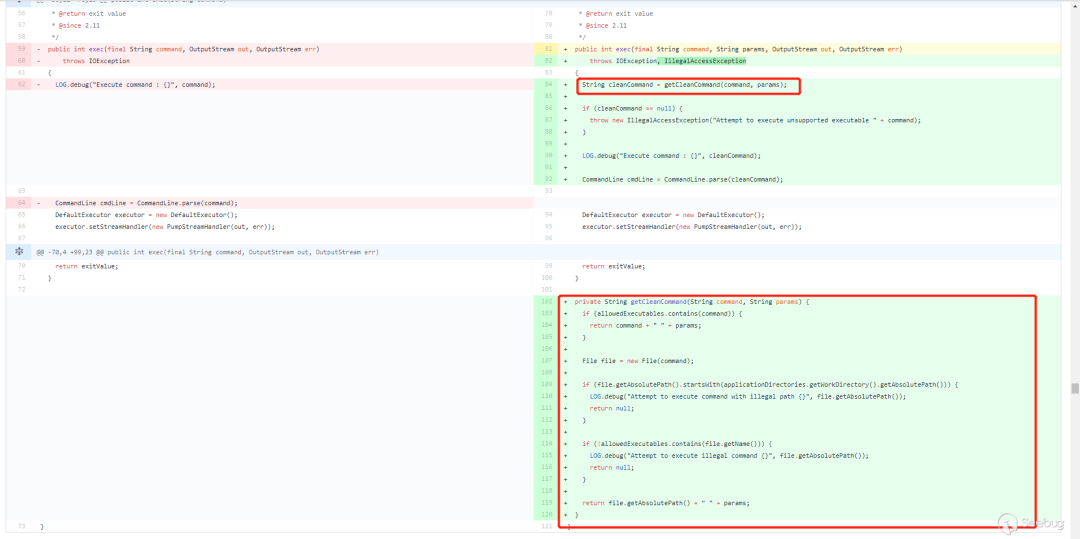 56 * @return exit value
57 * @since 2.11
58 */
59 - public int exec(final String command, OutputStream out, OutputStream err)
60 - throws IOException
61 {
62 - LOG.debug("Execute command : {}", command);
63
64 - CommandLine cmdLine = CommandLine.parse(command);
65 DefaultExecutor executor = new DefaultExecutor();
66 executor.setStreamHandler(new PumpStreamHandler(out, err));
67
@@ -70,4 +99,23 @@ public int exec(final String command, OutputStream out, OutputStream err)
70 return exitValue;
71 }
72
73 }
78 * @return exit value
79 * @since 2.11
80 */
81 + public int exec(final String command, String params, OutputStream out, OutputStream err)
82 + throws IOException, IllegalAccessException
83 {
84 + String cleanCommand = getCleanCommand(command, params);
85 +
86 + if (cleanCommand == null) {
87 + throw new IllegalAccessException("Attempt to execute unsupported executable " + command);
88 + }
89 +
90 + LOG.debug("Execute command : {}", cleanCommand);
91 +
92 + CommandLine cmdLine = CommandLine.parse(cleanCommand);
93
94 DefaultExecutor executor = new DefaultExecutor();
95 executor.setStreamHandler(new PumpStreamHandler(out, err));
96
99 return exitValue;
100 }
101
102 + private String getCleanCommand(String command, String params) {
103 + if (allowedExecutables.contains(command)) {
104 + return command + " " + params;
105 + }
106 +
107 + File file = new File(command);
108 +
109 + if (file.getAbsolutePath().startsWith(applicationDirectories.getWorkDirectory().getAbsolutePath())) {
110 + LOG.debug("Attempt to execute command with illegal path {}", file.getAbsolutePath());
111 + return null;
112 + }
113 +
114 + if (!allowedExecutables.contains(file.getName())) {
115 + LOG.debug("Attempt to execute illegal command {}", file.getAbsolutePath());
116 + return null;
117 + }
118 +
119 + return file.getAbsolutePath() + " " + params;
120 + }
121 }
Seebug